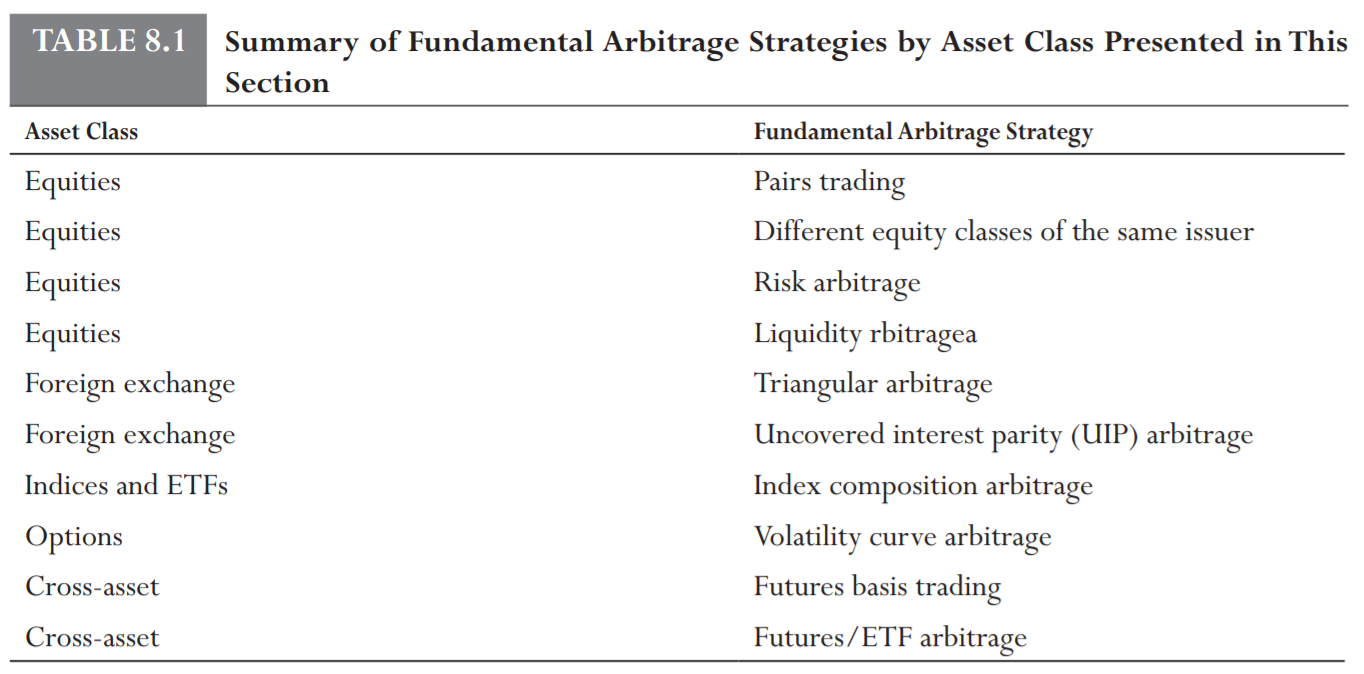 TABLE 8.1 Summary of Fundamental Arbitrage Strategies by Asset Class Presented in This
Section
Asset Class Fundamental Arbitrage Strategy
Equities Pairs trading
Equities Different equity classes of the same issuer
Equities Risk arbitrage
Equities Liquidity rbitragea
Foreign exchange Triangular arbitrage
Foreign exchange Uncovered interest parity (UIP) arbitrage
Indices and ETFs Index composition arbitrage
Options Volatility curve arbitrage
Cross-asset Futures basis trading
Cross-asset Futures/ETF arbitrage